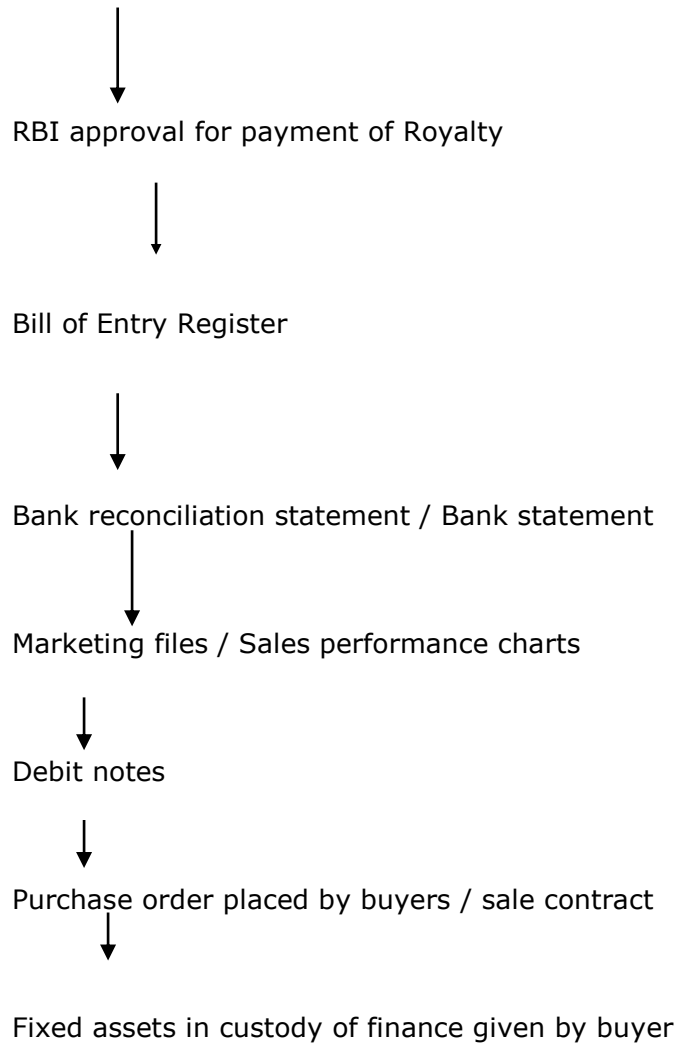 RBI approval for payment of Royalty
Bill of Entry Register
Bank reconciliation statement / Bank statement
Marketing files / Sales performance charts
Debit notes
Purchase order placed by buyers / sale contract
Fixed assets in custody of finance given by buyer